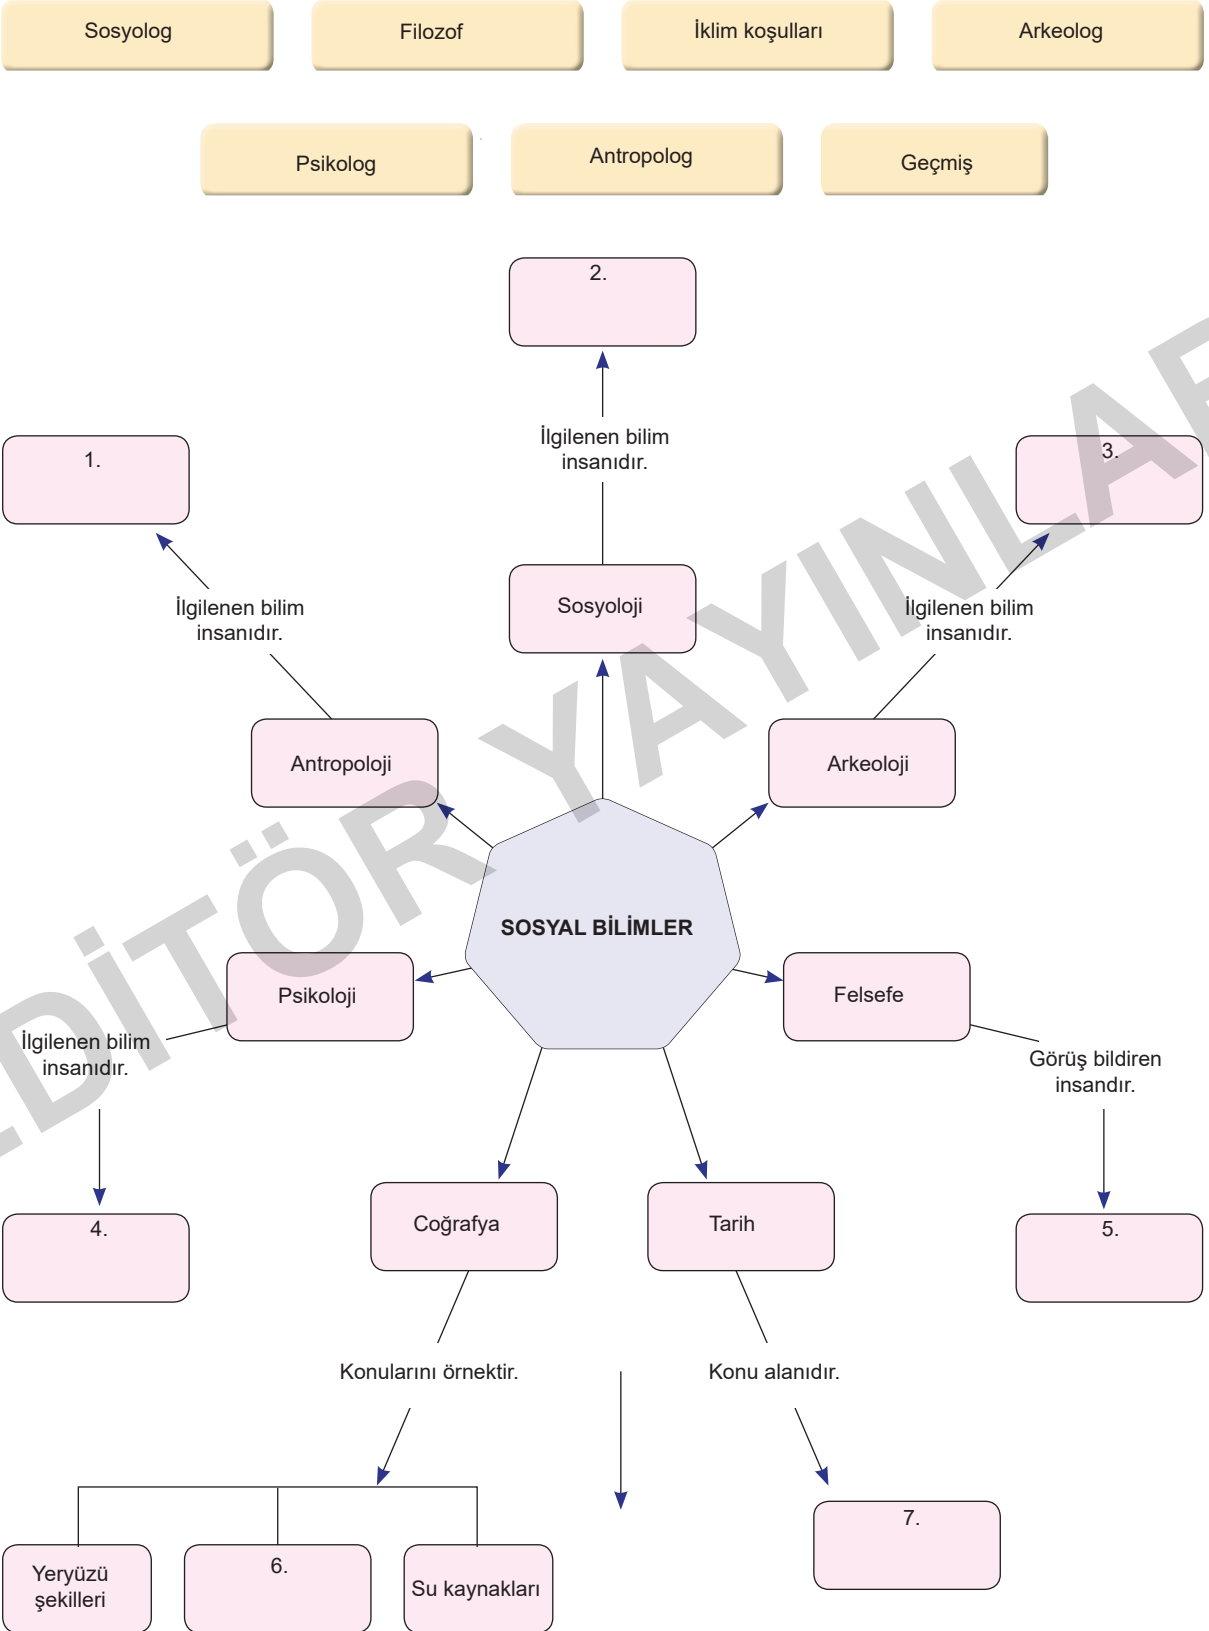 Sosyolog
Filozof
İklim koşulları
Arkeolog
Psikolog
Antropolog
Geçmiş
2.
İlgilenen bilim
insanıdır.
1.
3.
İlgilenen bilim
insanıdır.
Sosyoloji
İlgilenen bilim
insanıdır.
Antropoloji
Arkeoloji
SOSYAL BİLİMLER
Psikoloji
Felsefe
İlgilenen bilim
insanıdır.
Görüş bildiren
insandır.
4.
Coğrafya
Tarih
5.
Konularını örnektir.
Konu alanıdır.
7.
Yeryüzü
şekilleri
6.
Su kaynakları
EDİTÖR YAYINLAR